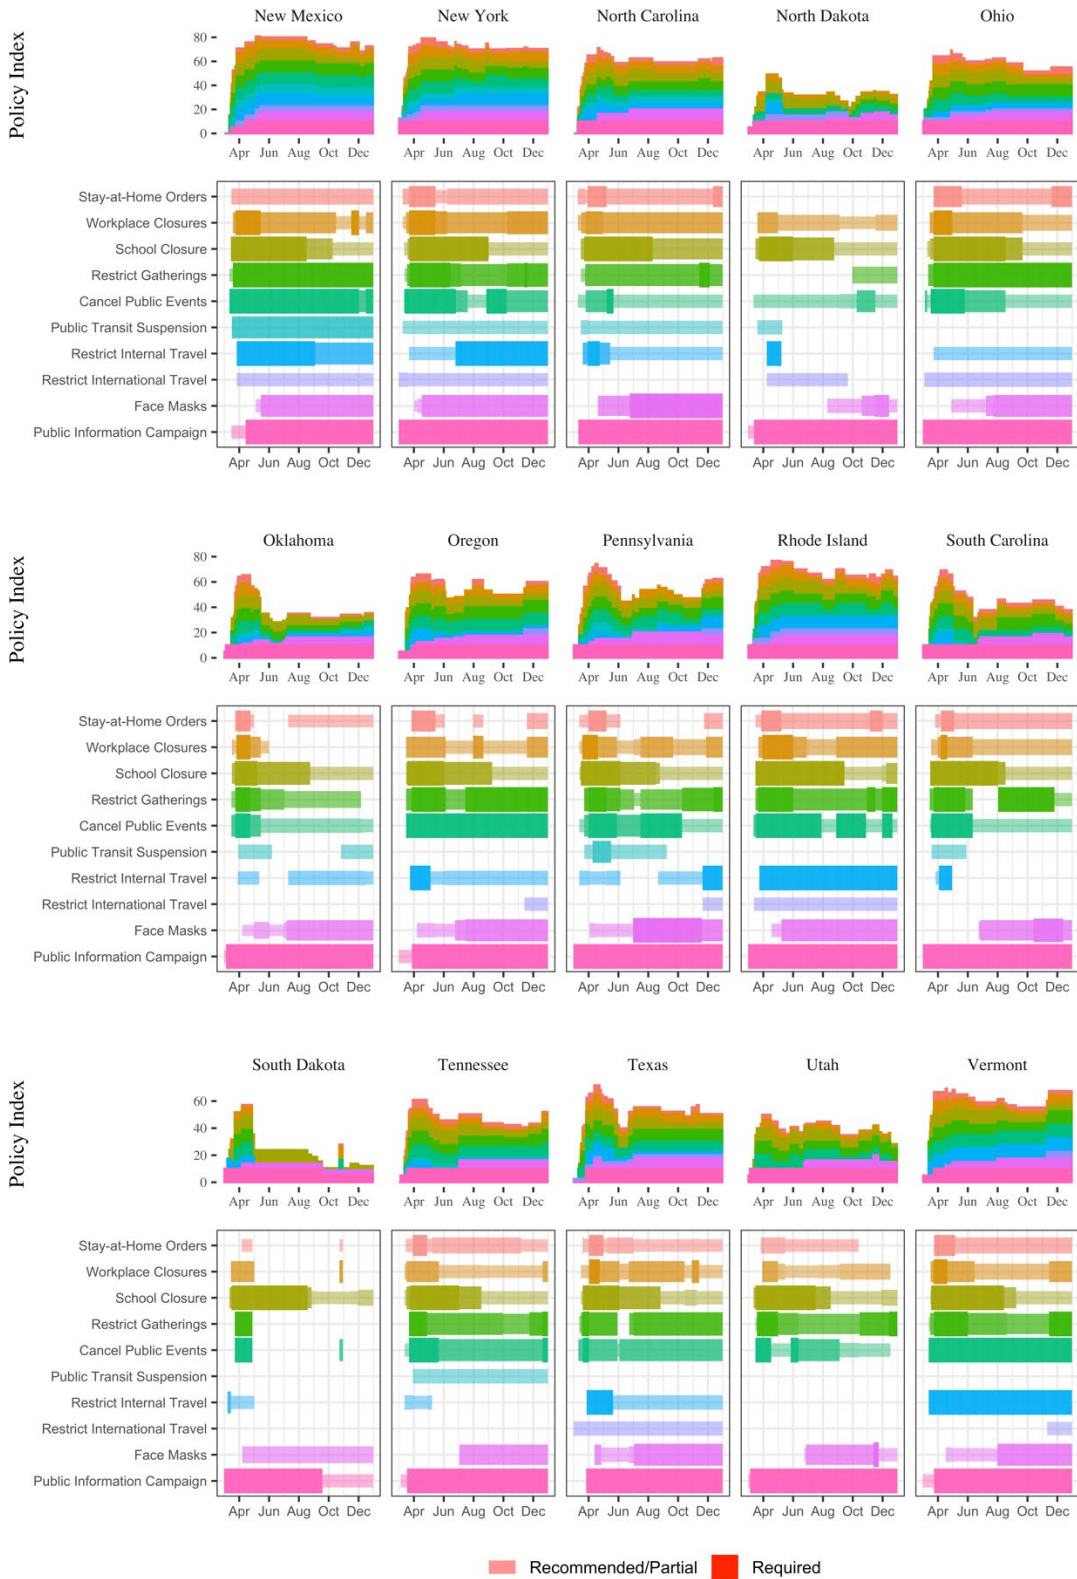 New Mexico New York North Carolina North Dakota Ohio
Policy Index
80
60
40
20
0
Apr Jun Aug Oct Dec Apr Jun Aug Oct Dec Apr Jun Aug Oct Dec Apr Jun Aug Oct Dec Apr Jun Aug Oct Dec
Stay-at-Home Orders
Workplace Closures
School Closure
Restrict Gatherings
Cancel Public Events
Public Transit Suspension
Restrict Internal Travel
Restrict International Travel
Face Masks
Public Information Campaign
Apr Jun Aug Oct Dec Apr Jun Aug Oct Dec Apr Jun Aug Oct Dec Apr Jun Aug Oct Dec Apr Jun Aug Oct Dec
Oklahoma Oregon Pennsylvania Rhode Island South Carolina
Policy Index
80
60
40
20
0
Apr Jun Aug Oct Dec Apr Jun Aug Oct Dec Apr Jun Aug Oct Dec Apr Jun Aug Oct Dec Apr Jun Aug Oct Dec
Stay-at-Home Orders
Workplace Closures
School Closure
Restrict Gatherings
Cancel Public Events
Public Transit Suspension
Restrict Internal Travel
Restrict International Travel
Face Masks
Public Information Campaign
Apr Jun Aug Oct Dec Apr Jun Aug Oct Dec Apr Jun Aug Oct Dec Apr Jun Aug Oct Dec Apr Jun Aug Oct Dec
South Dakota Tennessee Texas Utah Vermont
Policy Index
60
40
20
0
Apr Jun Aug Oct Dec Apr Jun Aug Oct Dec Apr Jun Aug Oct Dec Apr Jun Aug Oct Dec Apr Jun Aug Oct Dec
Stay-at-Home Orders
Workplace Closures
School Closure
Restrict Gatherings
Cancel Public Events
Public Transit Suspension
Restrict Internal Travel
Restrict International Travel
Face Masks
Public Information Campaign
Apr Jun Aug Oct Dec Apr Jun Aug Oct Dec Apr Jun Aug Oct Dec Apr Jun Aug Oct Dec Apr Jun Aug Oct Dec
Recommended/Partial Required